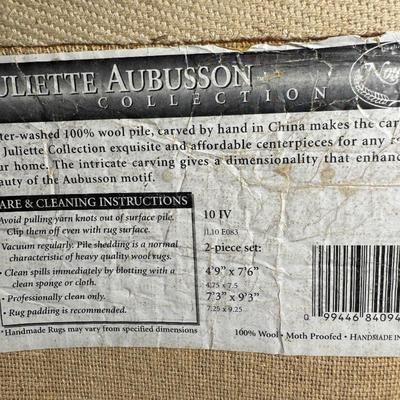 ULIETTE AUBUSSON
COLLECTION
ter-washed 100% wool pile, carved by hand in China makes the car
Juliette Collection exquisite and affordable centerpieces for any r
ur home. The intricate carving gives a dimensionality that enhan
auty of the Aubusson motif.
ARE & CLEANING INSTRUCTIONS
Avoid pulling yarn knots out of surface pile.
Clip them off even with rug surface.
Vacuum regularly. Pile shedding is a normal
characteristic of heavy quality wool rugs.
• Clean spills immediately by blotting with a
clean sponge or cloth.
• Professionally clean only.
• Rug padding is recommended.
*Handmade Rugs may vary from specified dimensions
10 IV
JL10 E083
2-piece set:
4'9" x 7'6"
4.75 x 7.5
7'3" x 9'3"
7.25 x 9.25
0 99446 8409
100% Wool • Moth Proofed • HANDMADE IN